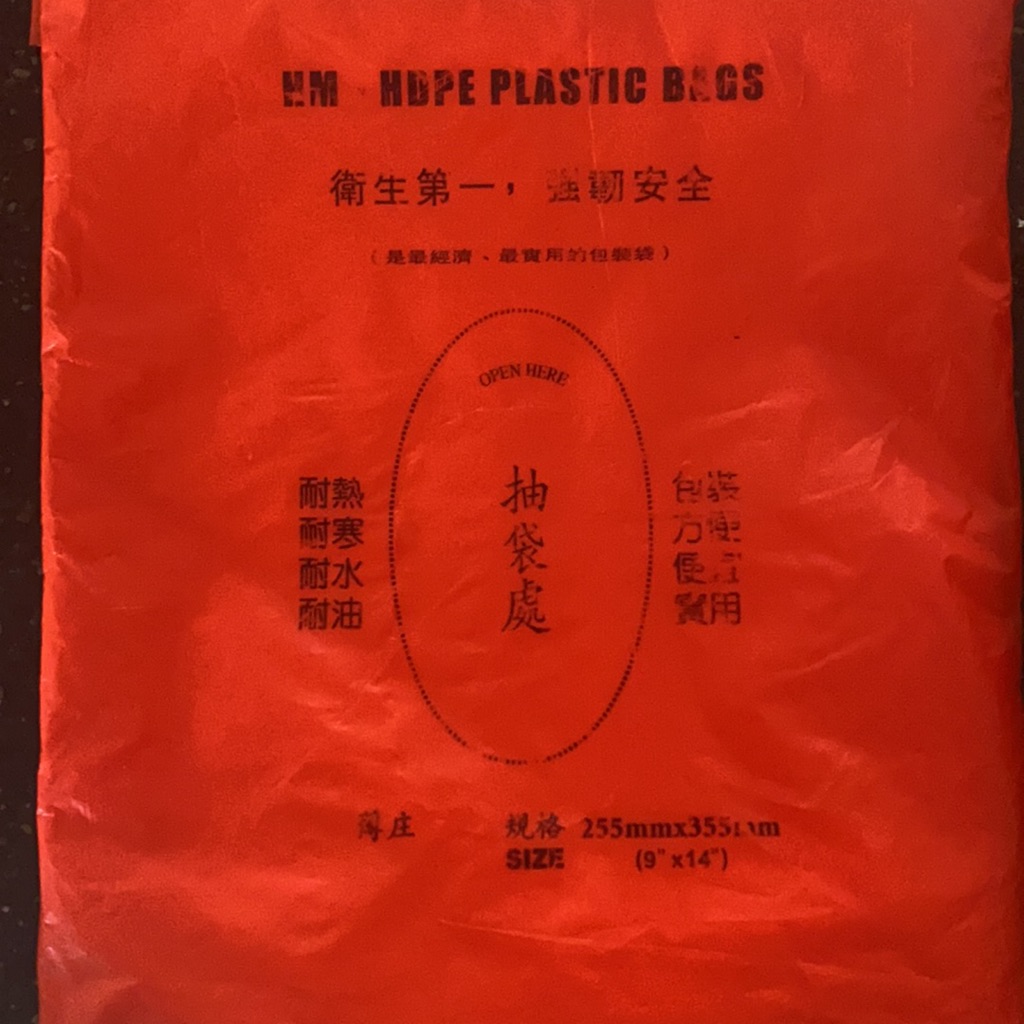 HM HDPE PLASTIC BAGS
衛生第一，強韌安全
（是最經濟、最實用的包裝袋）
OPEN HERE
抽袋處
耐熱
耐寒
耐水
耐油
包裝
方便
便
實用
薄庄
規格 255mmx355mm
SIZE (9"x14")